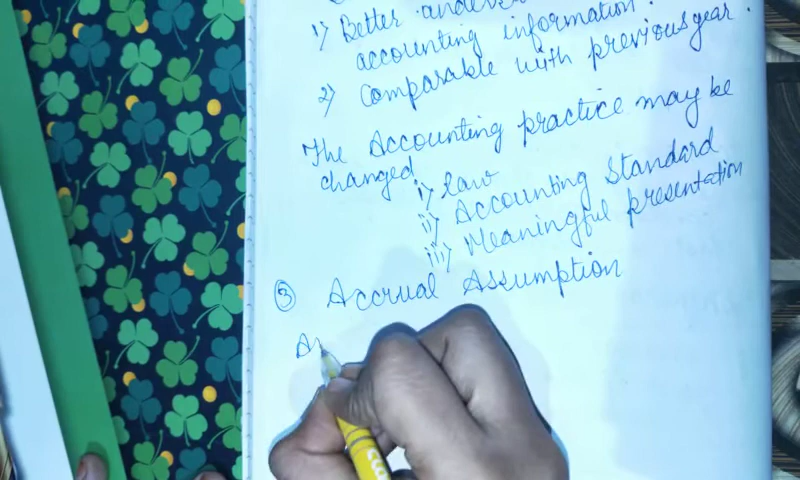 1) Better
accounting information.
2) Comparable with previous year.
The Accounting practice may be
changed
i) Law
ii) Accounting Standard
iii) Meaningful presentation
③ Accrual Assumption